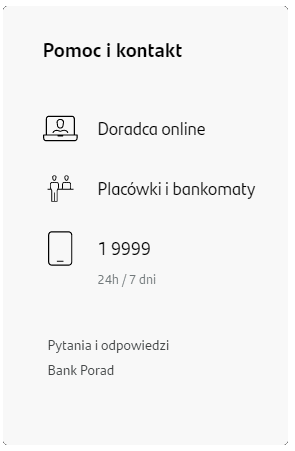 Pomoc i kontakt
Doradca online
Placówki i bankomaty
1 9999
24h / 7 dni
Pytania i odpowiedzi
Bank Porad